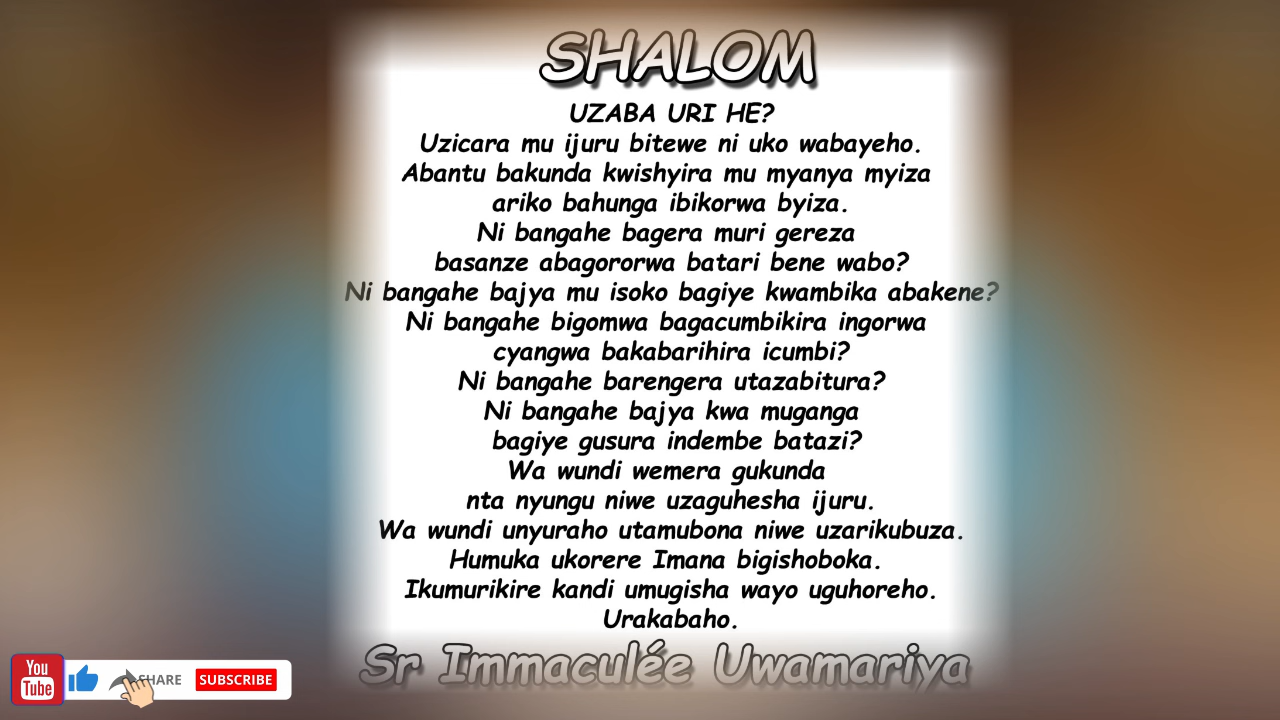 SHALOM
UZABA URI HE?
Uzicara mu ijuru bitewe ni uko wabayeho.
Abantu bakunda kwishyira mu myanya myiza
ariko bahunga ibikorwa byiza.
Ni bangahe bagera muri gereza
basanze abagororwa batari bene wabo?
Ni bangahe bajya mu isoko bagiye kwambika abakene?
Ni bangahe bigomwa bagacumbikira ingorwa
cyangwa bakabarihira icumbi?
Ni bangahe barengera utazabitura?
Ni bangahe bajya kwa muganga
bagiye gusura indembe batazi?
Wa wundi wemera gukunda
nta nyungu niwe uzaguhesha ijuru.
Wa wundi unyuraho utamubona niwe uzarikubuza.
Humuka ukorere Imana bigishoboka.
Ikumurikire kandi umugisha wayo uguhoreho.
Urakabaho.
Sr Immaculée Uwamariya
You
Tube
SHARE
SUBSCRIBE